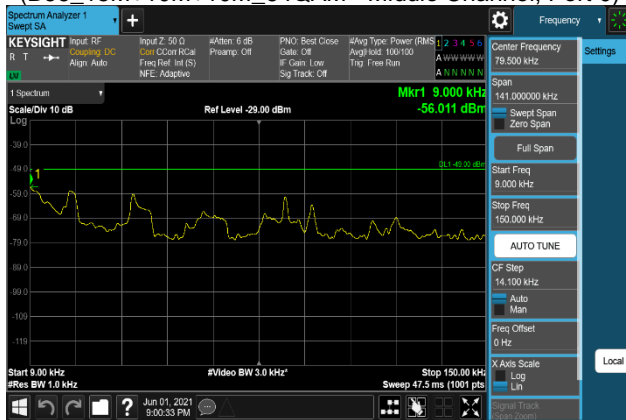 Spectrum Analyzer 1
Swept SA
Frequency
KEYSIGHT
R T
Input: RF
Coupling: DC
Align: Auto
Input Z: 50 Ω
Corr CCorr RCal
Freq Ref: Int (S)
NFE: Adaptive
#Atten: 6 dB
Preamp: Off
PNO: Best Close
Gate: Off
IF Gain: Low
Sig Track: Off
#Avg Type: Power (RMS
Avg|Hold: 100/100
Trig: Free Run
1 2 3 4 5 6
A W W W W W
A N N N N N
1 Spectrum
Scale/Div 10 dB
Log
Ref Level -29.00 dBm
Mkr1 9.000 kHz
-56.011 dBm
DL1 -49.00 dBm
1
-39.0
-49.0
-59.0
-69.0
-79.0
-89.0
-99.0
-109
-119
Start 9.00 kHz
#Res BW 1.0 kHz
#Video BW 3.0 kHz*
Stop 150.00 kHz
Sweep 47.5 ms (1001 pts
Jun 01, 2021
9:00:33 PM
Center Frequency
79.500 kHz
Settings
Span
141.000000 kHz
Swept Span
Zero Span
Full Span
Start Freq
9.000 kHz
Stop Freq
150.000 kHz
AUTO TUNE
CF Step
14.100 kHz
Auto
Man
Freq Offset
0 Hz
X Axis Scale
Log
Lin
Local
Signal Track
(Span Zoom)